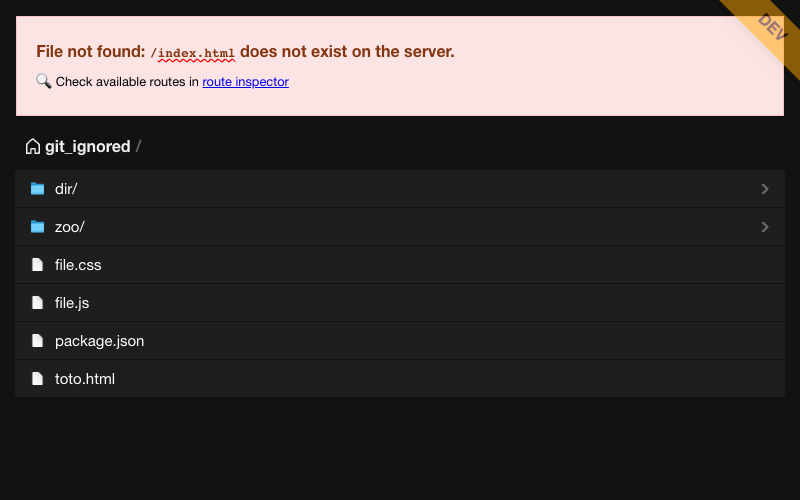 File not found: /index.html does not exist on the server.
DEV
🔍 Check available routes in route inspector
git_ignored /
dir/
zoo/
file.css
file.js
package.json
toto.html